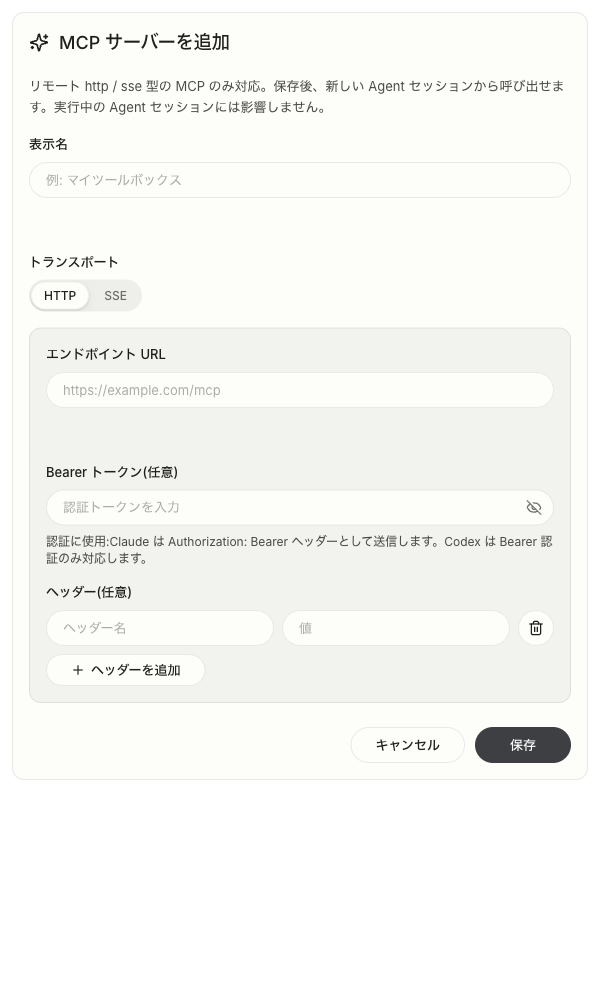 MCP サーバーを追加
リモート http / sse 型の MCP のみ対応。保存後、新しい Agent セッションから呼び出せま
す。実行中の Agent セッションには影響しません。
表示名
例: マイツールボックス
トランスポート
HTTP SSE
エンドポイント URL
https://example.com/mcp
Bearer トークン(任意)
認証トークンを入力
認証に使用:Claude は Authorization: Bearer ヘッダーとして送信します。Codex は Bearer 認
証のみ対応します。
ヘッダー(任意)
ヘッダー名 値
ヘッダーを追加
キャンセル 保存